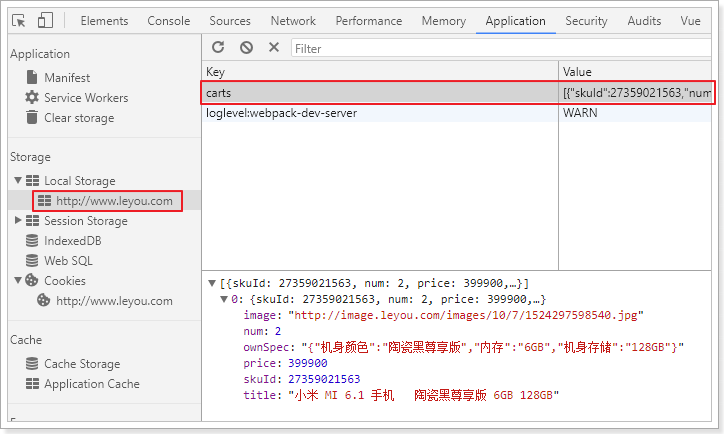 Elements Console Sources Network Performance Memory Application Security Audits Vue
Application
Manifest
Service Workers
Clear storage
Storage
Local Storage
http://www.leyou.com
Session Storage
IndexedDB
Web SQL
Cookies
http://www.leyou.com
Cache
Cache Storage
Application Cache
Filter
Key Value
carts [{"skuId":27359021563,"num
loglevel:webpack-dev-server WARN
[{skuId: 27359021563, num: 2, price: 399900,…}]
0: {skuId: 27359021563, num: 2, price: 399900,…}
image: "http://image.leyou.com/images/10/7/1524297598540.jpg"
num: 2
ownSpec: "{"机身颜色":"陶瓷黑尊享版","内存":"6GB","机身存储":"128GB"}"
price: 399900
skuId: 27359021563
title: "小米 MI 6.1 手机 陶瓷黑尊享版 6GB 128GB"